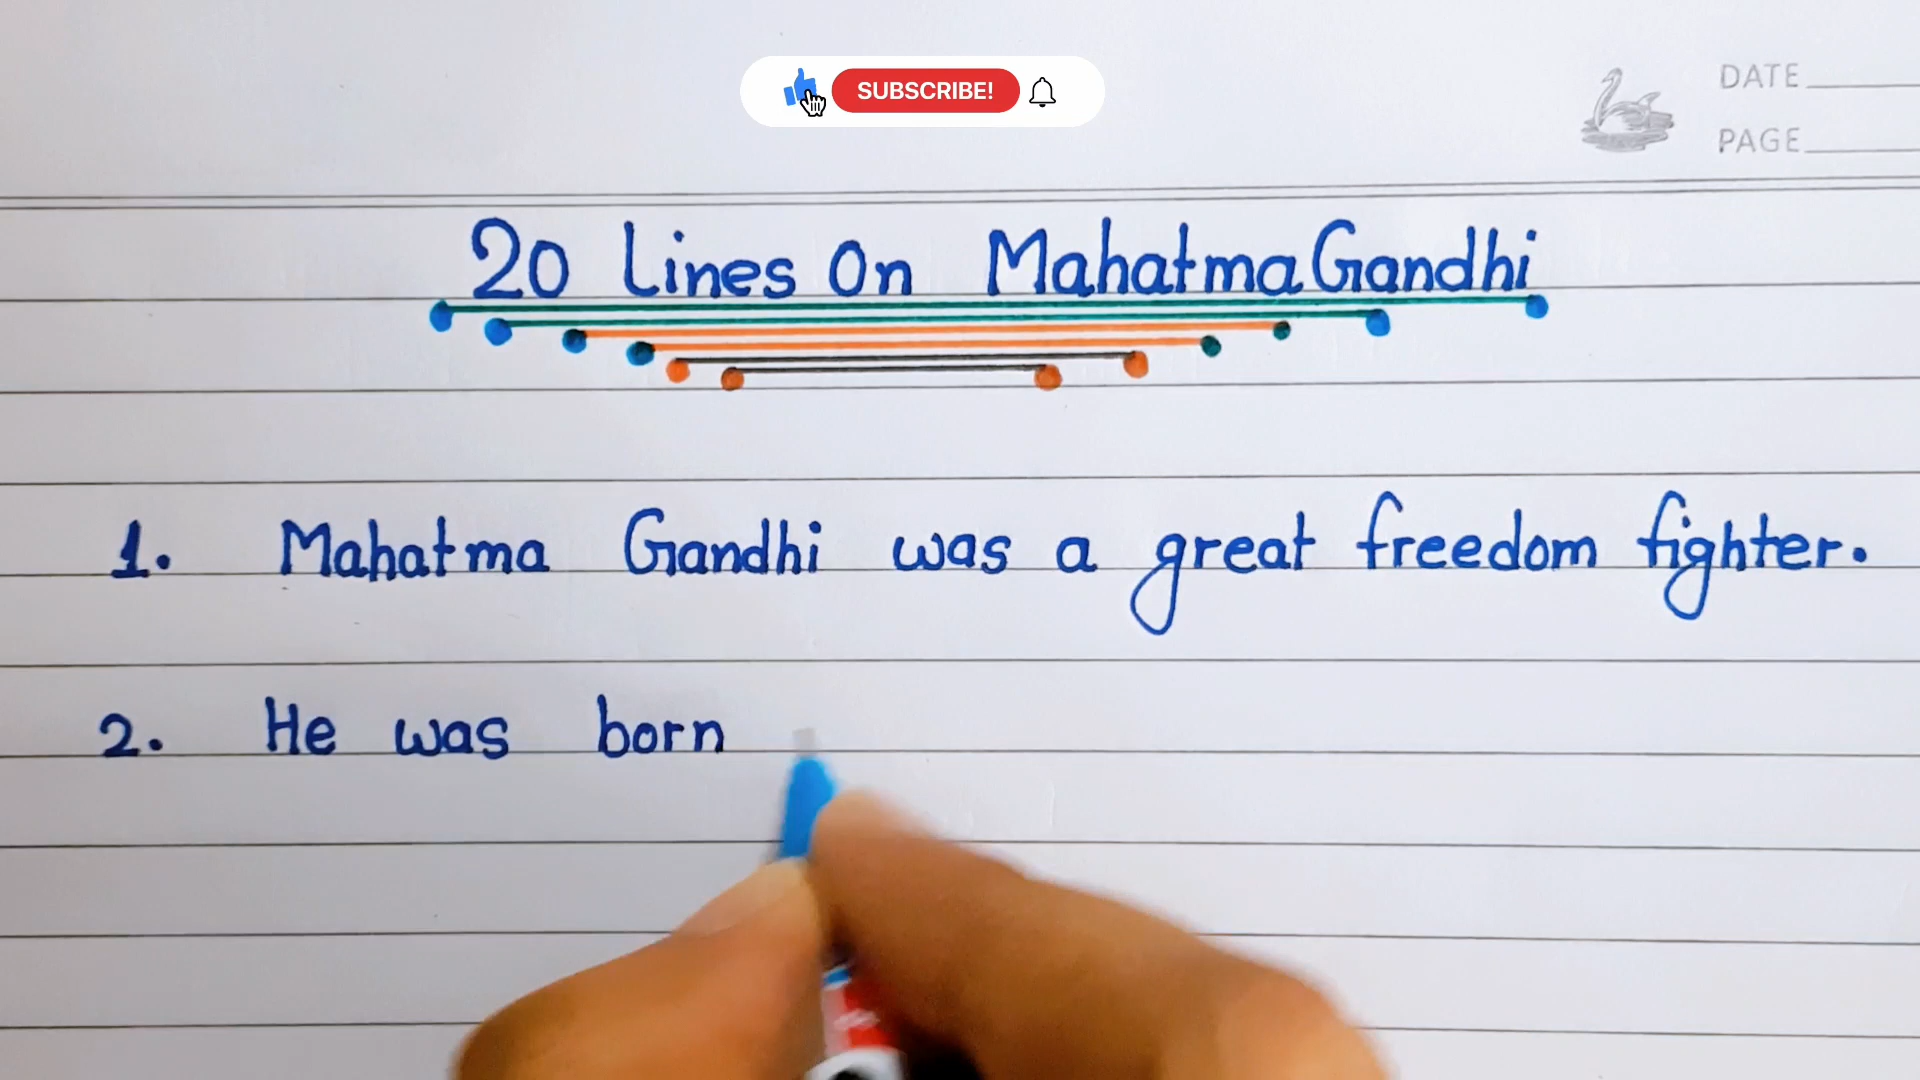 SUBSCRIBE!
DATE
PAGE
20 Lines On Mahatma Gandhi
1. Mahatma Gandhi was a great freedom fighter.
2. He was born